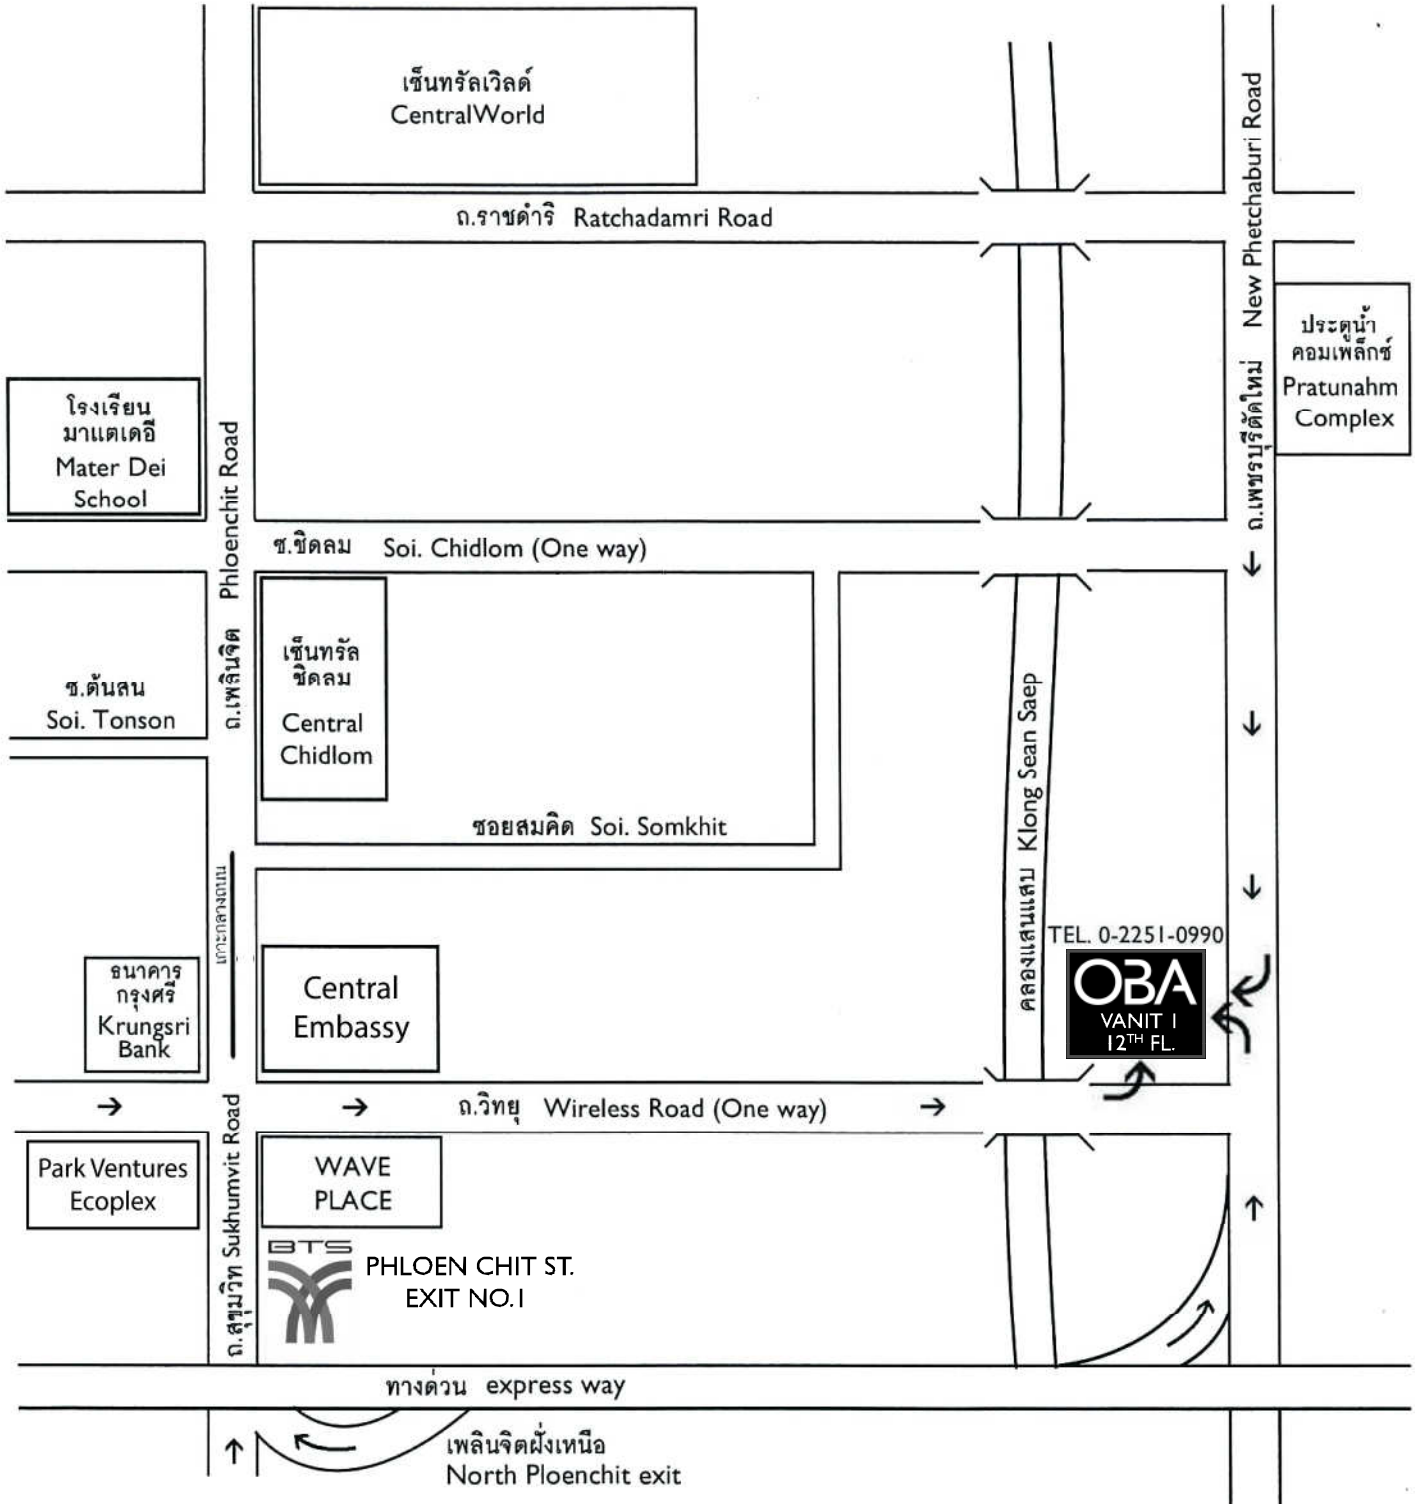 เซ็นทรัลเวิลด์
CentralWorld
ถ.ราชดำริ Ratchadamri Road
ถ.เพชรบุรีตัดใหม่ New Phetchaburi Road
ประตูน้ำ
คอมเพล็กซ์
Pratunahm
Complex
โรงเรียน
มาแตเดอี
Mater Dei
School
ถ.เพลินจิต Phloenchit Road
ซ.ชิดลม Soi. Chidlom (One way)
เซ็นทรัล
ชิดลม
Central
Chidlom
ซ.ต้นสน
Soi. Tonson
ซอยสมคิด Soi. Somkhit
คลองแสนแสบ Klong Sean Saep
เกาะกลางถนน
TEL. 0-2251-0990
OBA
VANIT I
12TH FL.
ธนาคาร
กรุงศรี
Krungsri
Bank
Central
Embassy
ถ.วิทยุ Wireless Road (One way)
Park Ventures
Ecoplex
ถ.สุขุมวิท Sukhumvit Road
WAVE
PLACE
BTS
PHLOEN CHIT ST.
EXIT NO.1
ทางด่วน express way
เพลินจิตฝั่งเหนือ
North Ploenchit exit